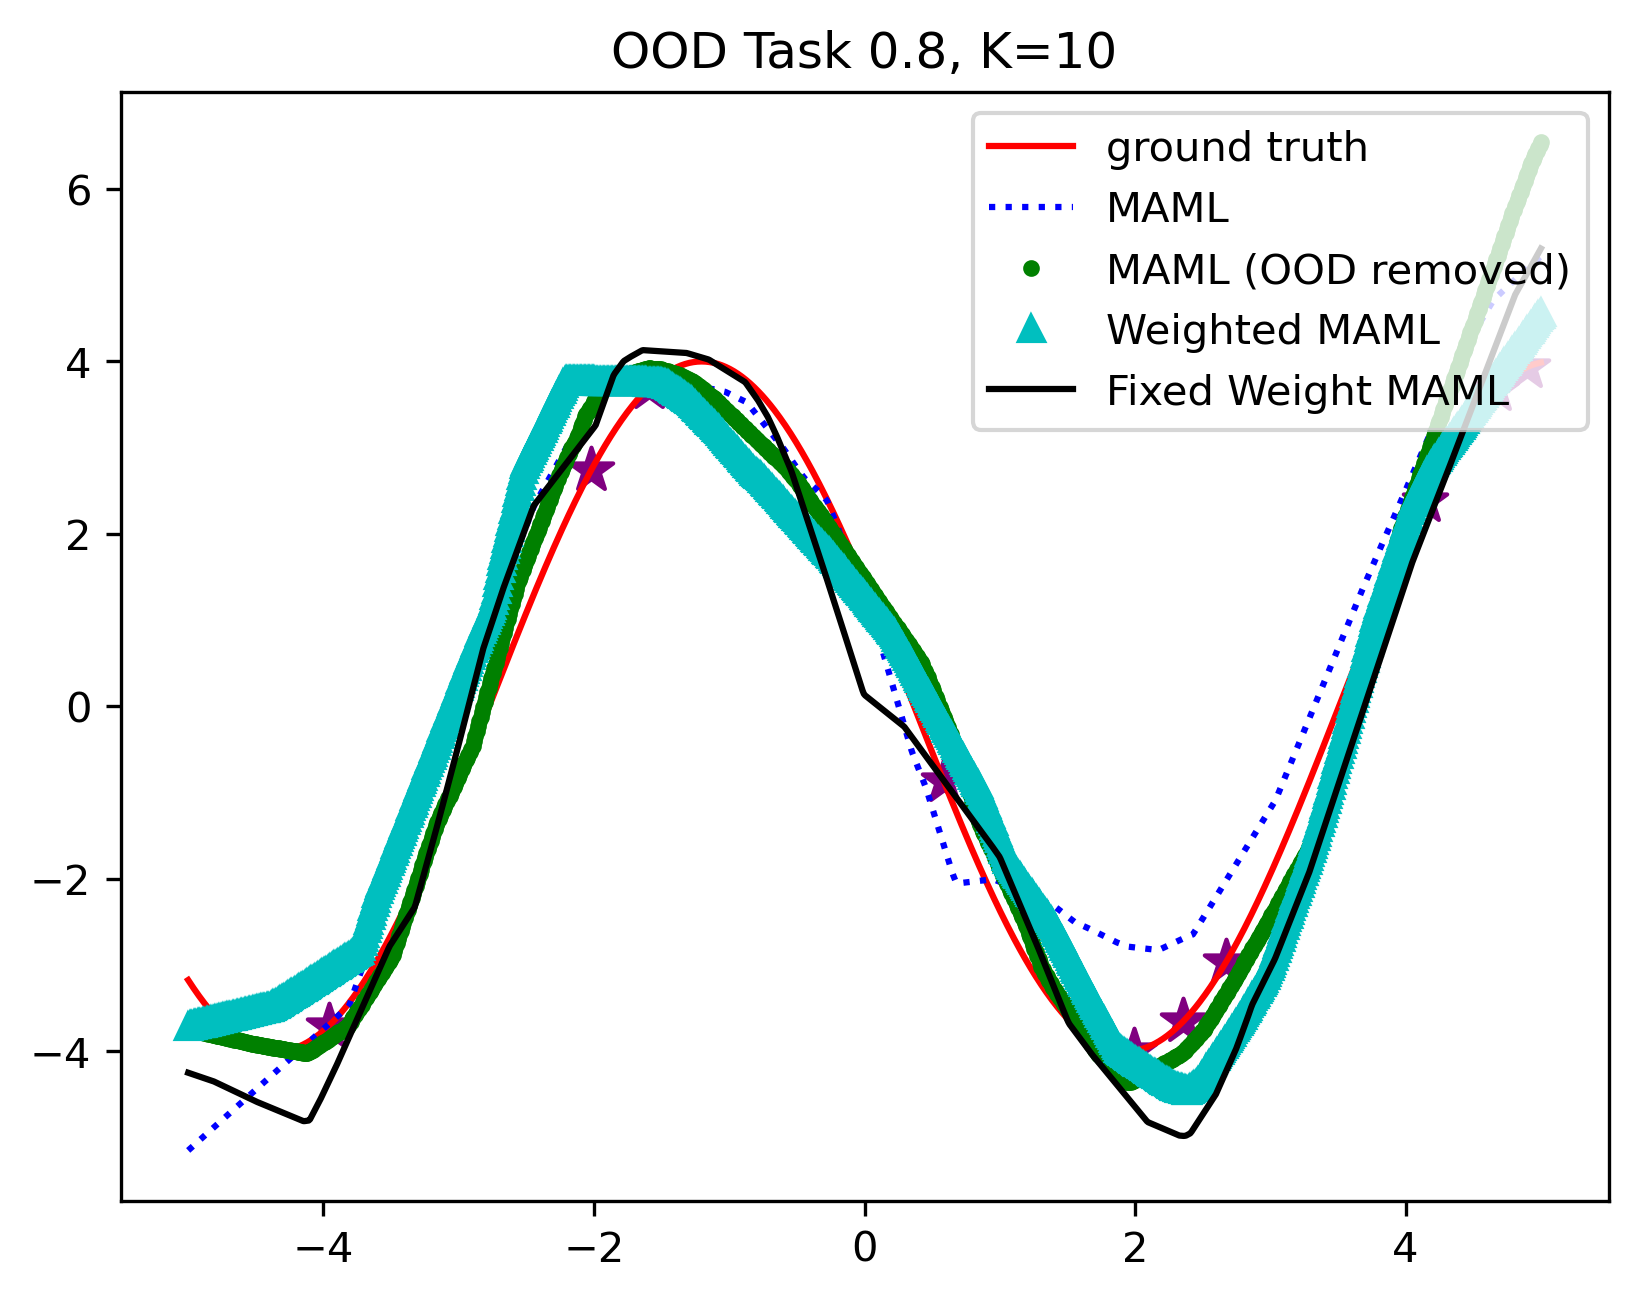 OOD Task 0.8, K=10
ground truth
MAML
MAML (OOD removed)
Weighted MAML
Fixed Weight MAML
6
4
2
0
−2
−4
−4
−2
0
2
4